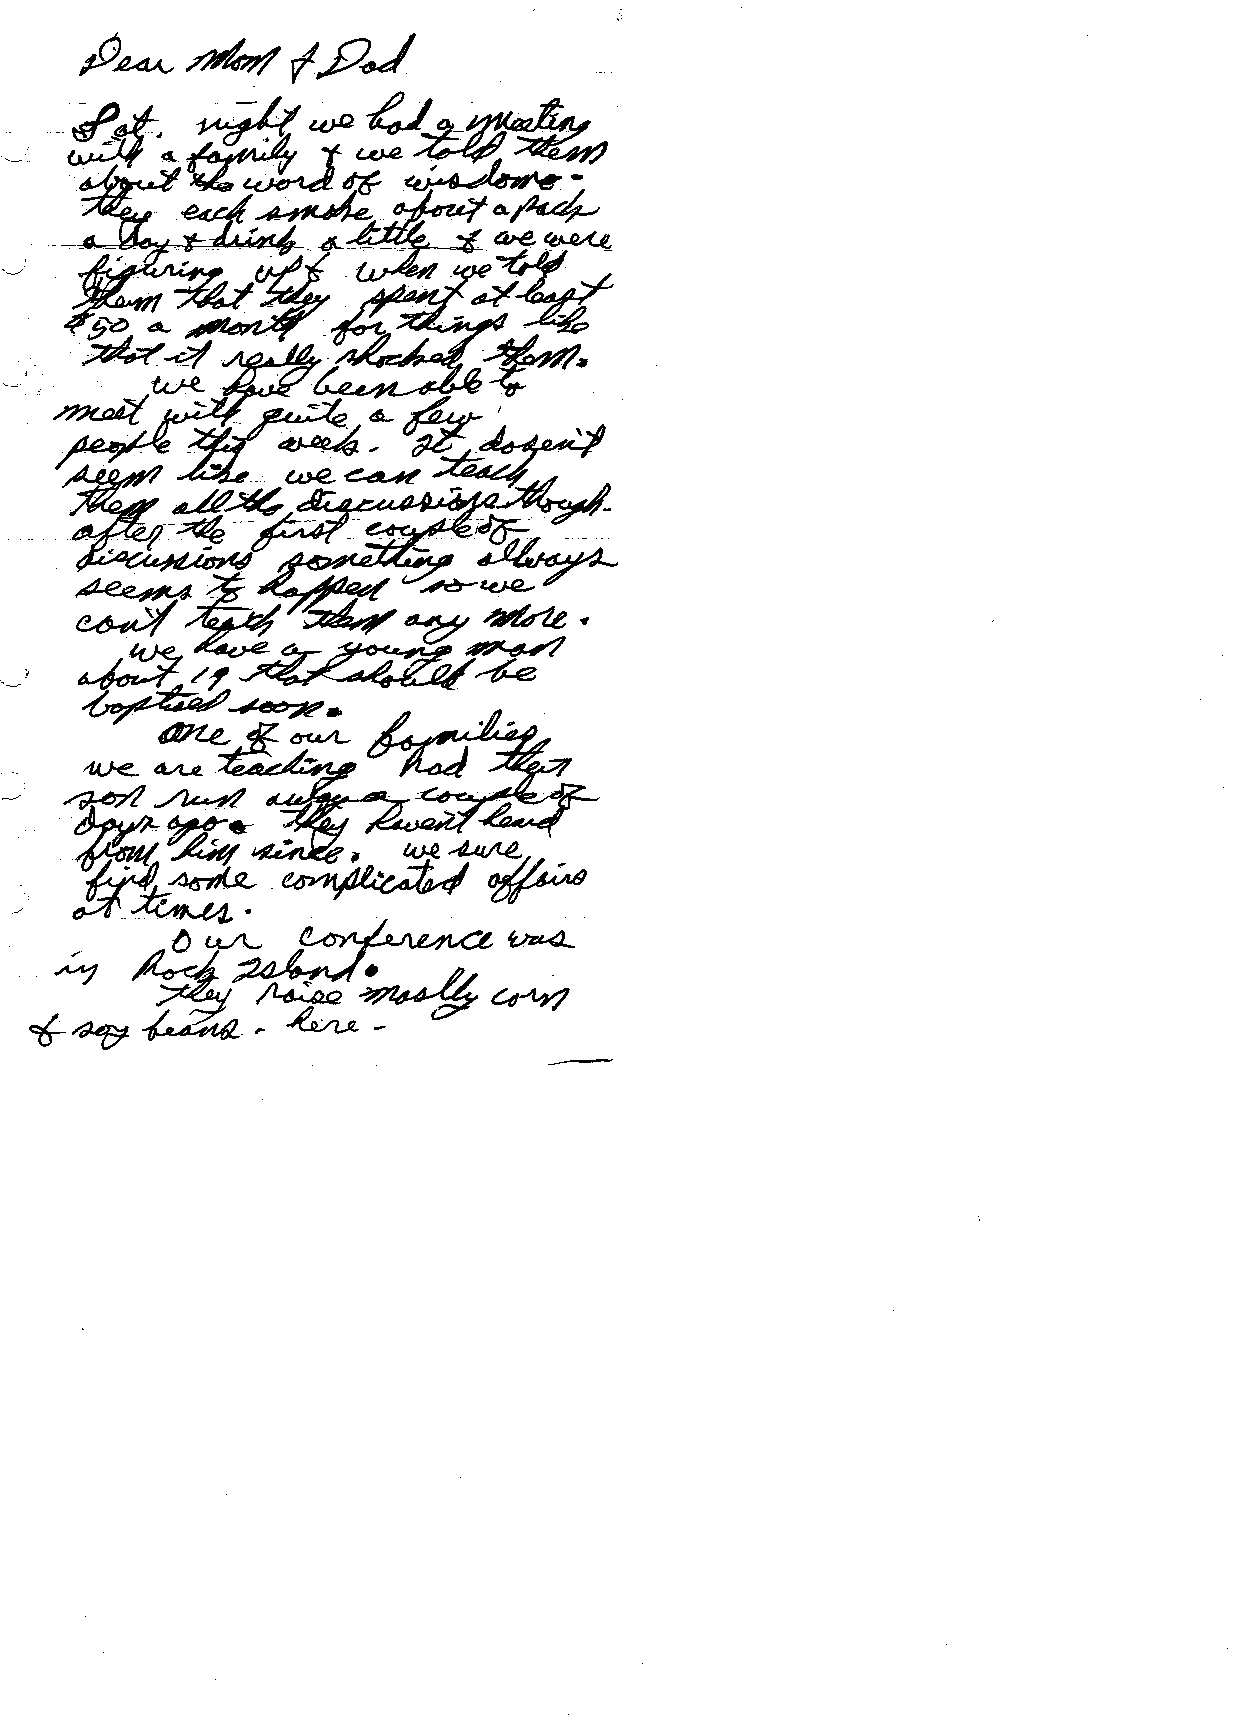 Dear Mom & Dad
Sat. night we had a meeting
with a family & we told them
about the word of wisdome -
they each smoke about a pack
a day & drink a little & we were
figuring up & when we told
them that they spent at least
$50 a month for things like
that it really shocked them.
we have been able to
meet with quite a few
people this week. It dosen't
seem like we can teach
them all the discussions though.
after the first couple of
discussions something always
seems to happen so we
can't teach them any more.
we have a young man
about 19 that should be
baptied soon.
one of our families
we are teaching had their
son run away a couple of
days ago. they haven't heard
from him since. we sure
find some complicated affairs
at times.
Our conference was
in Rock Island.
they raise mostly corn
& soy beans. here -